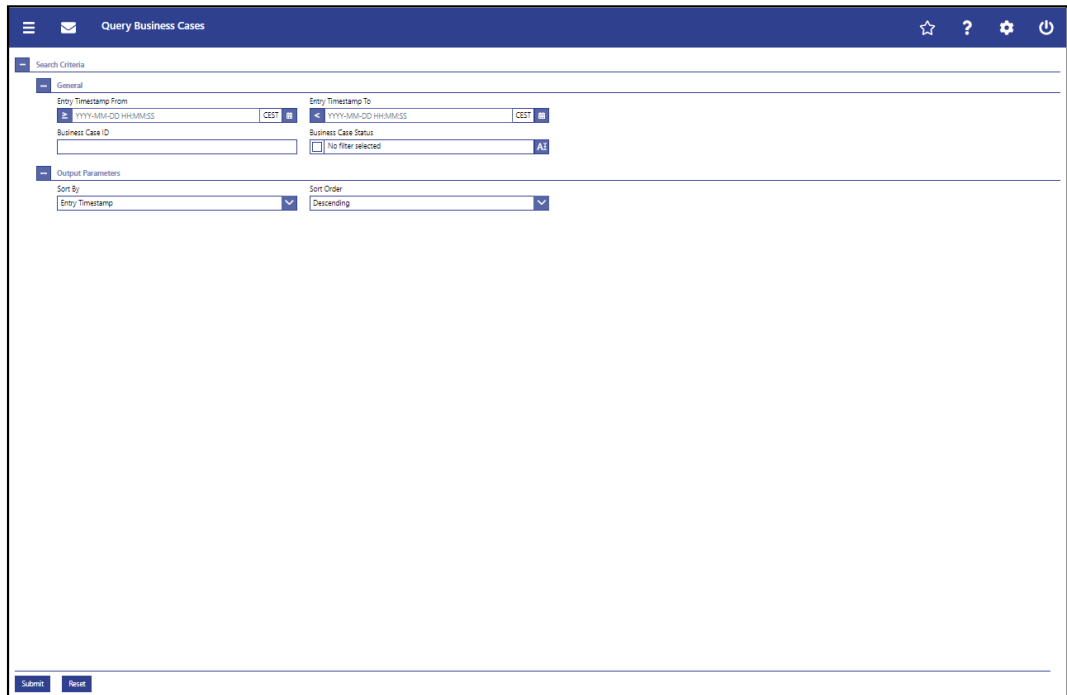 Query Business Cases
?
− Search Criteria
− General
Entry Timestamp From Entry Timestamp To
≥ YYYY-MM-DD HH:MM:SS CEST < YYYY-MM-DD HH:MM:SS CEST
Business Case ID Business Case Status
No filter selected
− Output Parameters
Sort By Sort Order
Entry Timestamp Descending
Submit Reset